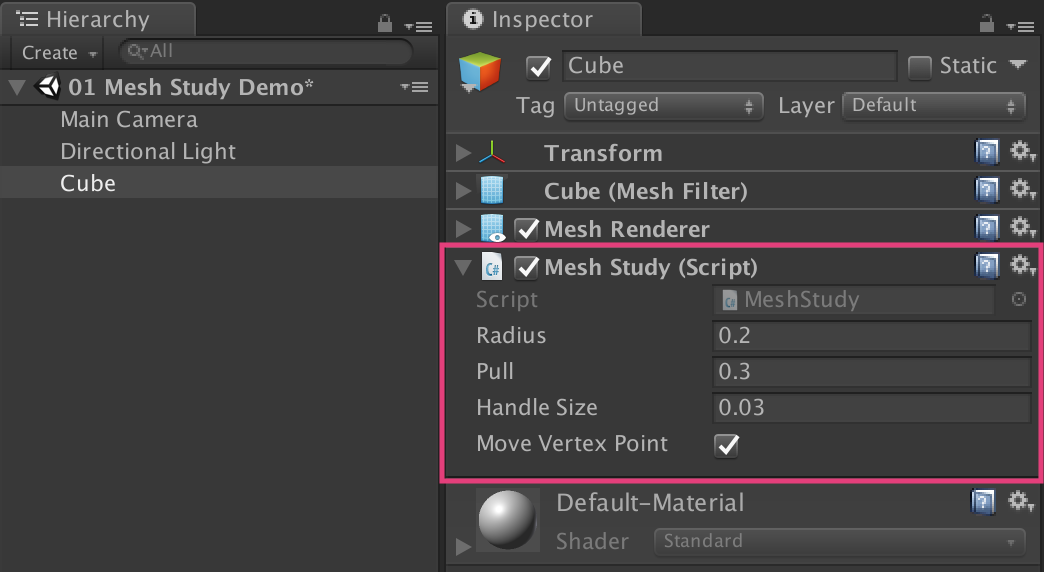 Hierarchy
Create
All
01 Mesh Study Demo*
Main Camera
Directional Light
Cube
Inspector
Cube
Static
Tag Untagged Layer Default
Transform
Cube (Mesh Filter)
Mesh Renderer
C# Mesh Study (Script)
Script C# MeshStudy
Radius 0.2
Pull 0.3
Handle Size 0.03
Move Vertex Point
Default-Material
Shader Standard